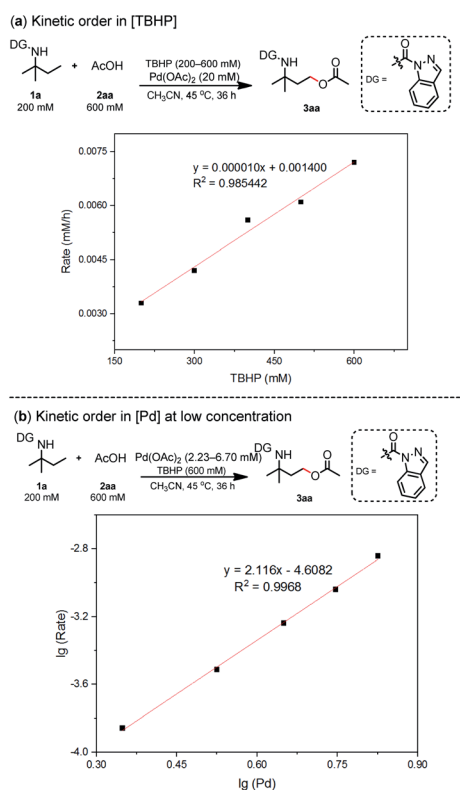 (a) Kinetic order in [TBHP]
DG NH
1a
200 mM
+
AcOH
2aa
600 mM
TBHP (200–600 mM)
Pd(OAc)2 (20 mM)
CH3CN, 45 °C, 36 h
DG NH O O
3aa
DG = O N N
0.0075
0.0060
0.0045
0.0030
Rate (mM/h)
y = 0.000010x + 0.001400
R² = 0.985442
150 300 450 600
TBHP (mM)
(b) Kinetic order in [Pd] at low concentration
DG NH
1a
200 mM
+
AcOH
2aa
600 mM
Pd(OAc)2 (2.23–6.70 mM)
TBHP (600 mM)
CH3CN, 45 °C, 36 h
DG NH O O
3aa
DG = O N N
-2.8
-3.2
-3.6
-4.0
lg (Rate)
y = 2.116x - 4.6082
R² = 0.9968
0.30 0.45 0.60 0.75 0.90
lg (Pd)